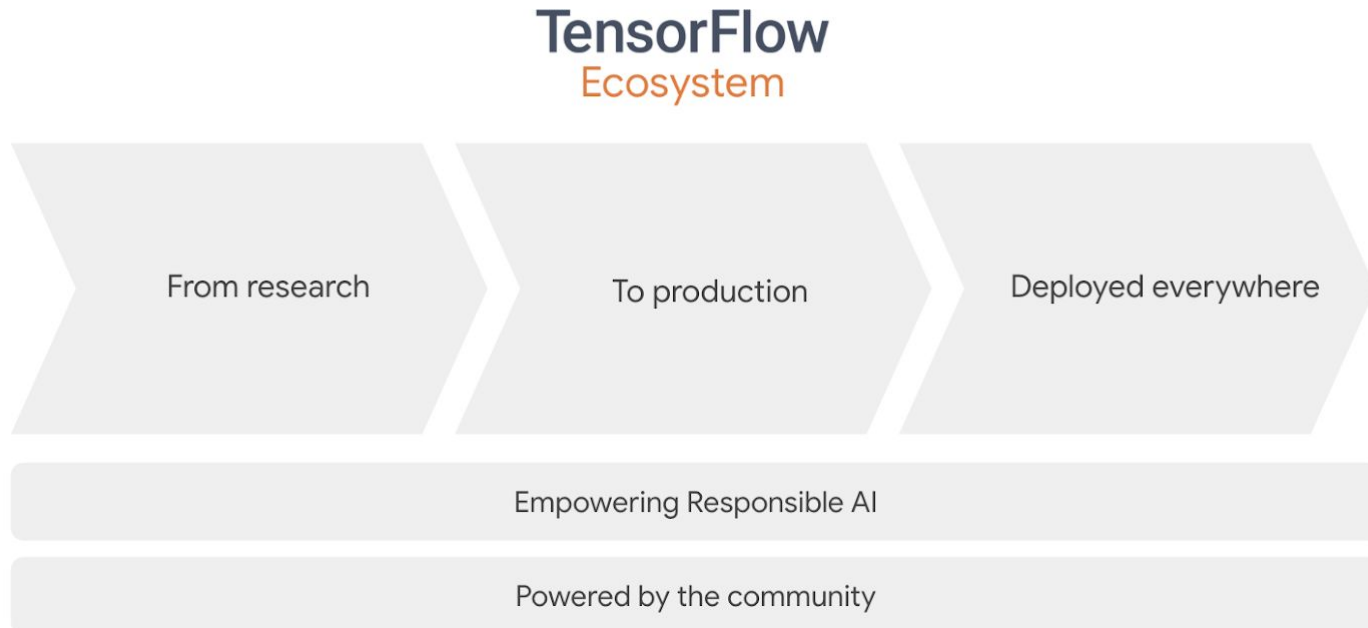 TensorFlow
Ecosystem
From research
To production
Deployed everywhere
Empowering Responsible AI
Powered by the community